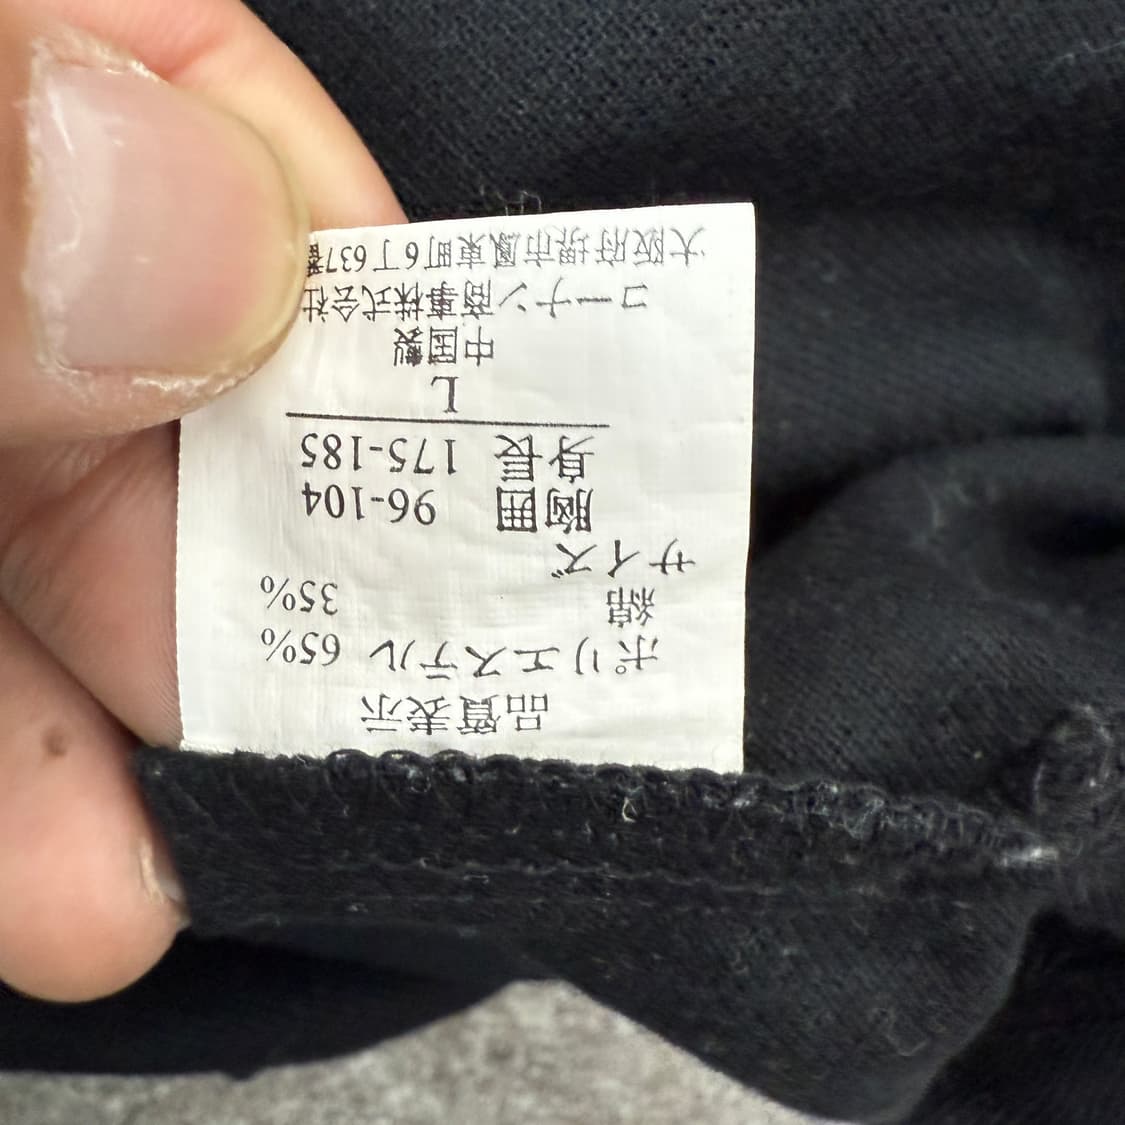 品質表示
ポリエステル 65%
綿 35%
サイズ
胸囲 96-104
身長 175-185
L
中国製
コーナン商事株式会社
大阪府堺市鳳東町6丁637番